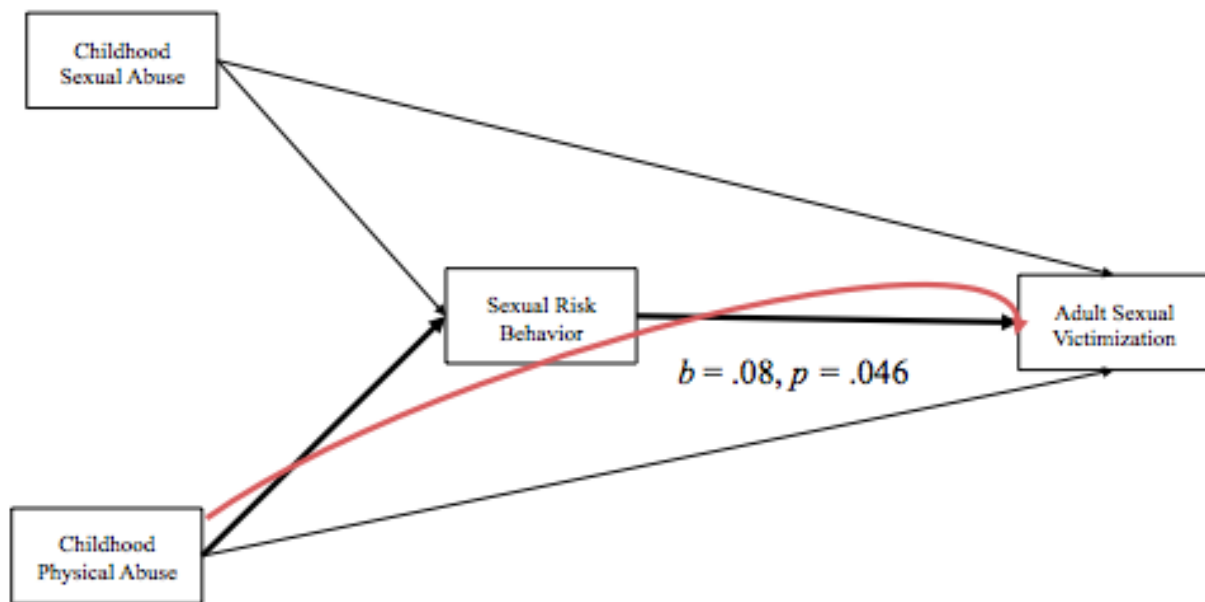 Childhood
Sexual Abuse
Sexual Risk
Behavior
Adult Sexual
Victimization
b = .08, p = .046
Childhood
Physical Abuse